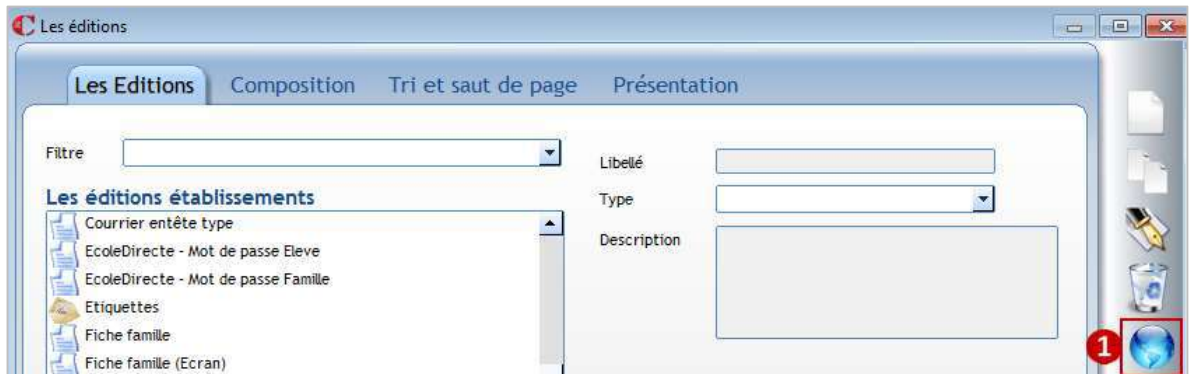 Les éditions
Les Editions Composition Tri et saut de page Présentation
Filtre
Les éditions établissements
Courrier entête type
EcoleDirecte - Mot de passe Eleve
EcoleDirecte - Mot de passe Famille
Etiquettes
Fiche famille
Fiche famille (Ecran)
Libellé
Type
Description
1